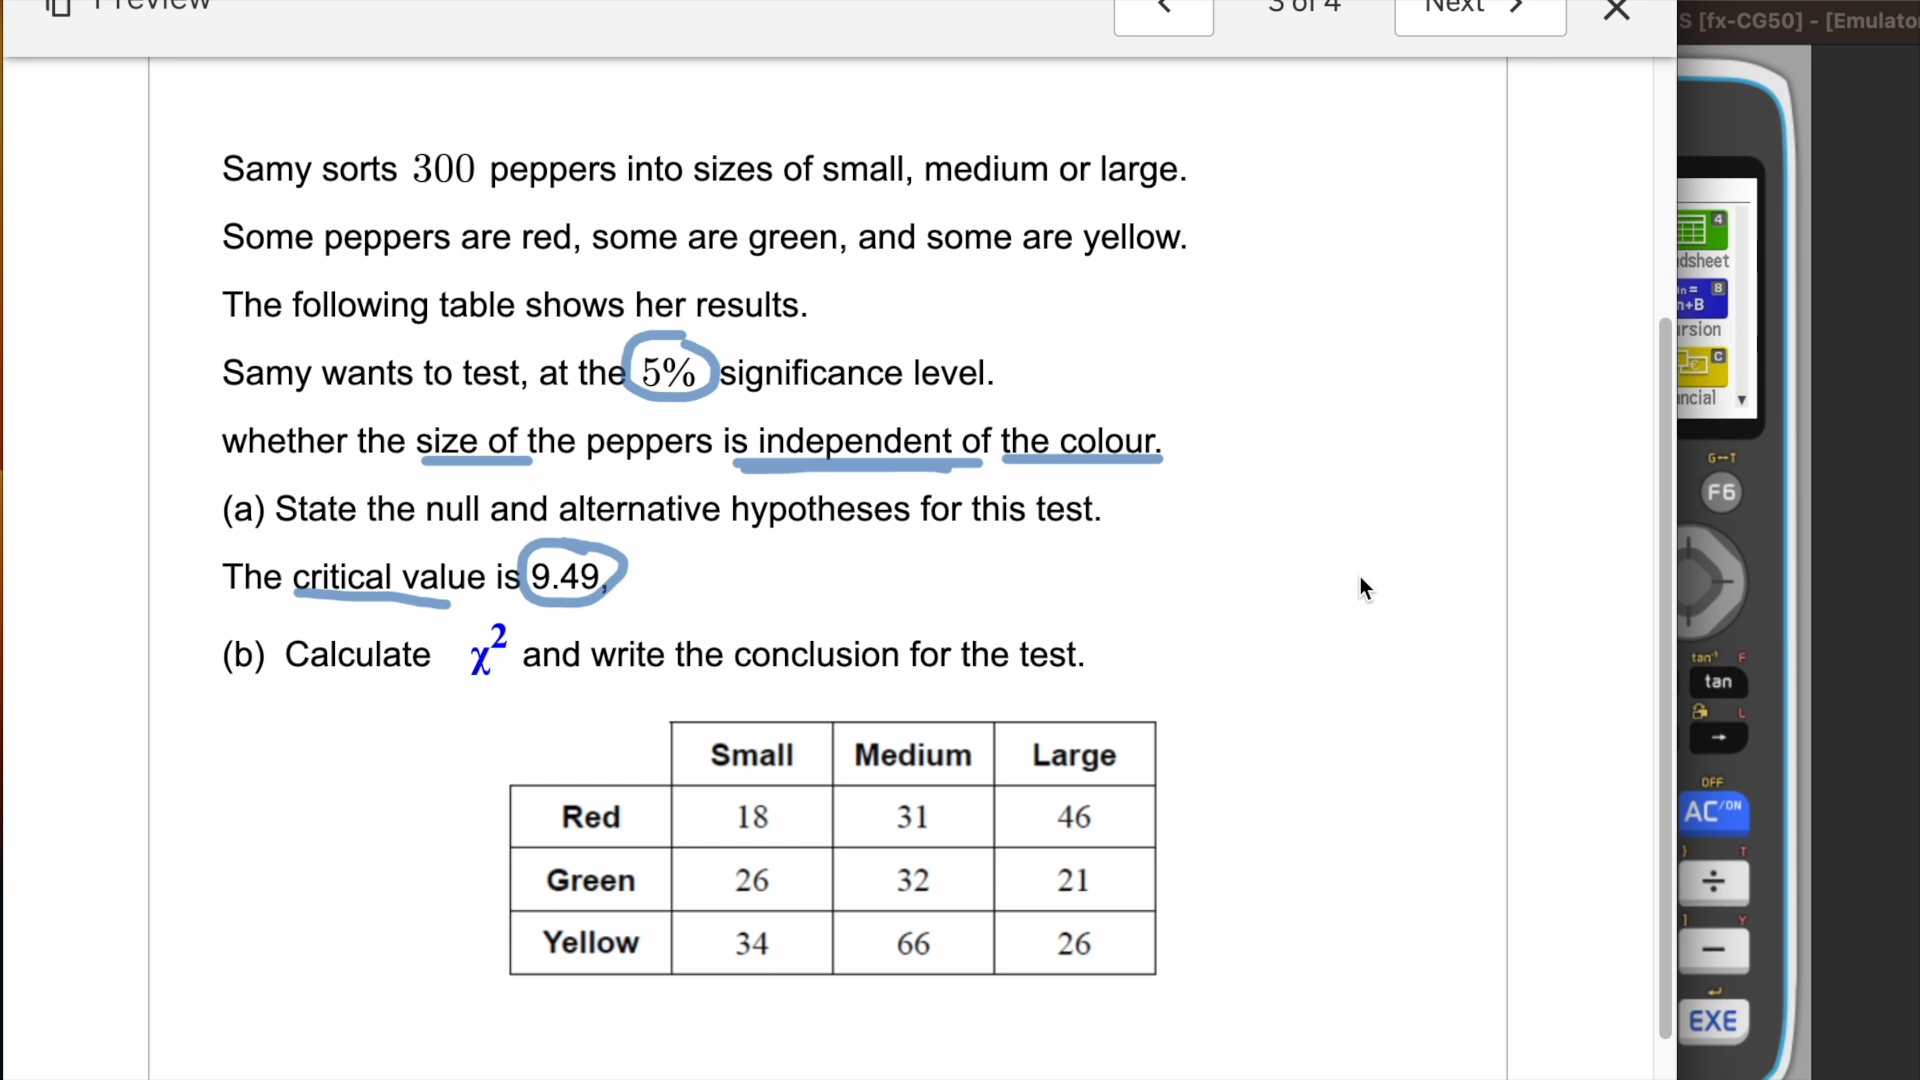 Preview
3 of 4
Next
S [fx-CG50] - [Emulato
Samy sorts 300 peppers into sizes of small, medium or large.
Some peppers are red, some are green, and some are yellow.
The following table shows her results.
Samy wants to test, at the 5% significance level.
whether the size of the peppers is independent of the colour.
(a) State the null and alternative hypotheses for this test.
The critical value is 9.49,
(b) Calculate χ² and write the conclusion for the test.
Small Medium Large
Red 18 31 46
Green 26 32 21
Yellow 34 66 26
4
dsheet
n= 8
n+B
rsion
C
ncial
G↔T
F6
tan⁻¹ F
tan
L
→
OFF
AC/ON
} T
÷
] Y
−
EXE